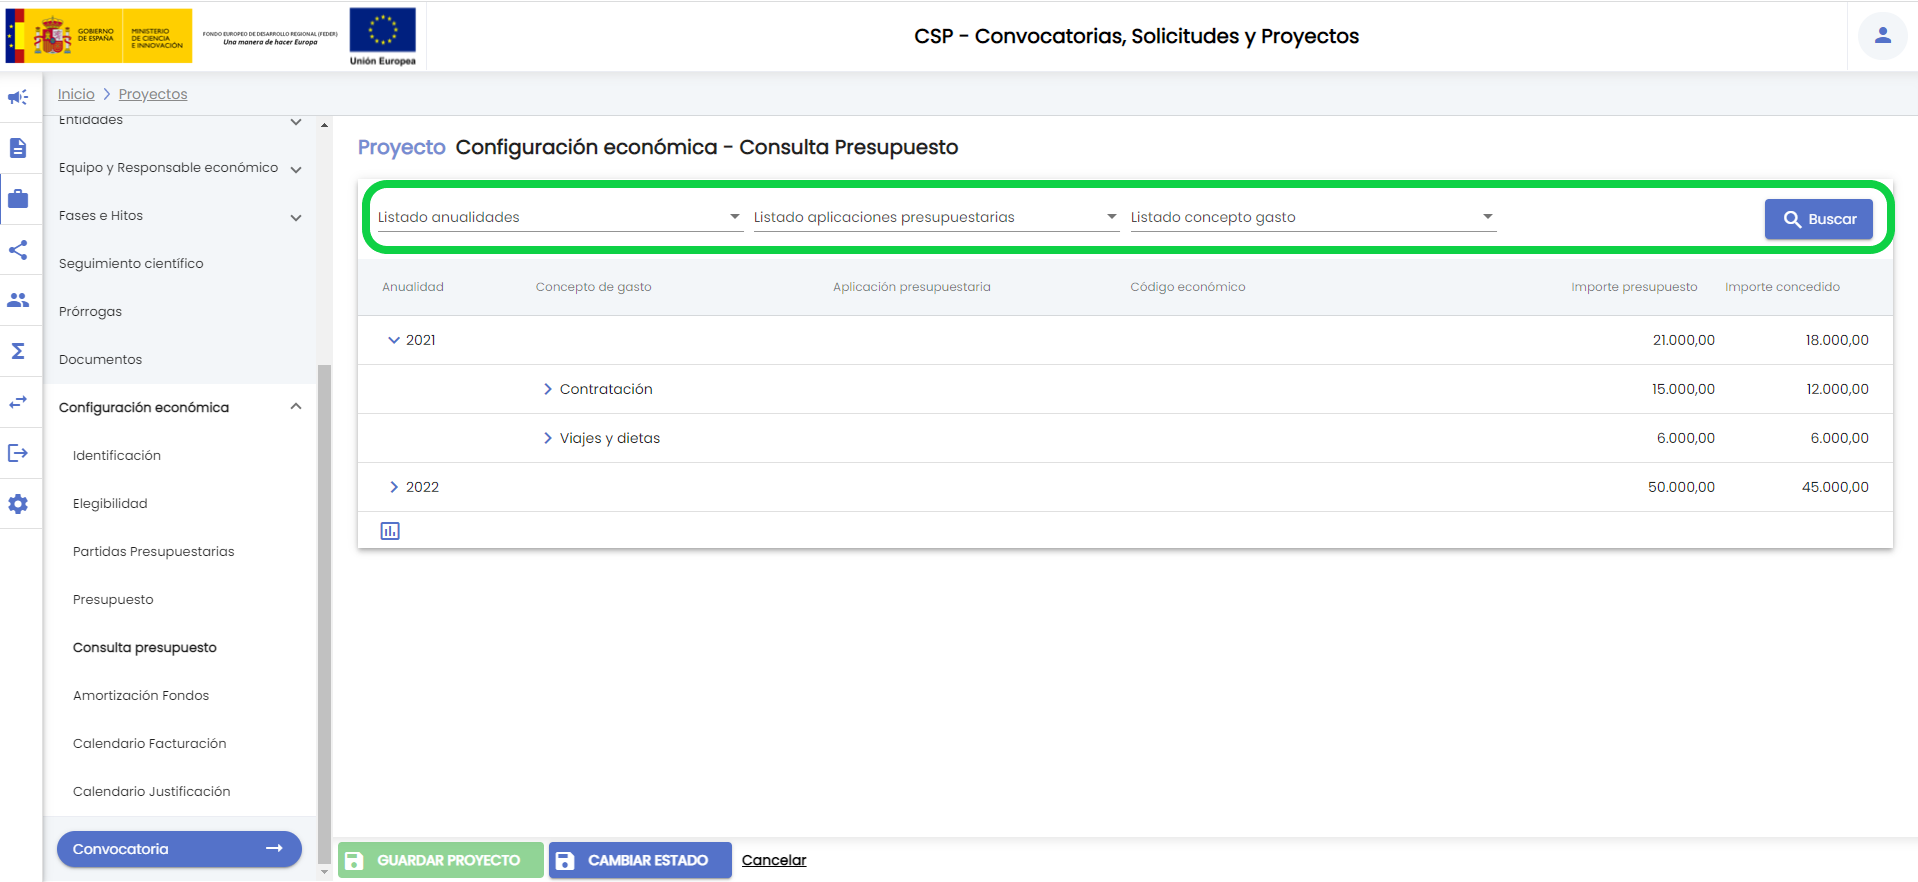 GOBIERNO
DE ESPAÑA
MINISTERIO
DE CIENCIA
E INNOVACIÓN
FONDO EUROPEO DE DESARROLLO REGIONAL (FEDER)
Una manera de hacer Europa
Unión Europea
CSP - Convocatorias, Solicitudes y Proyectos
Inicio > Proyectos
Entidades
Equipo y Responsable económico
Fases e Hitos
Seguimiento científico
Prórrogas
Documentos
Configuración económica
Identificación
Elegibilidad
Partidas Presupuestarias
Presupuesto
Consulta presupuesto
Amortización Fondos
Calendario Facturación
Calendario Justificación
Convocatoria
Proyecto Configuración económica - Consulta Presupuesto
Listado anualidades Listado aplicaciones presupuestarias Listado concepto gasto Buscar
Anualidad Concepto de gasto Aplicación presupuestaria Código económico Importe presupuesto Importe concedido
2021 21.000,00 18.000,00
Contratación 15.000,00 12.000,00
Viajes y dietas 6.000,00 6.000,00
2022 50.000,00 45.000,00
GUARDAR PROYECTO CAMBIAR ESTADO Cancelar